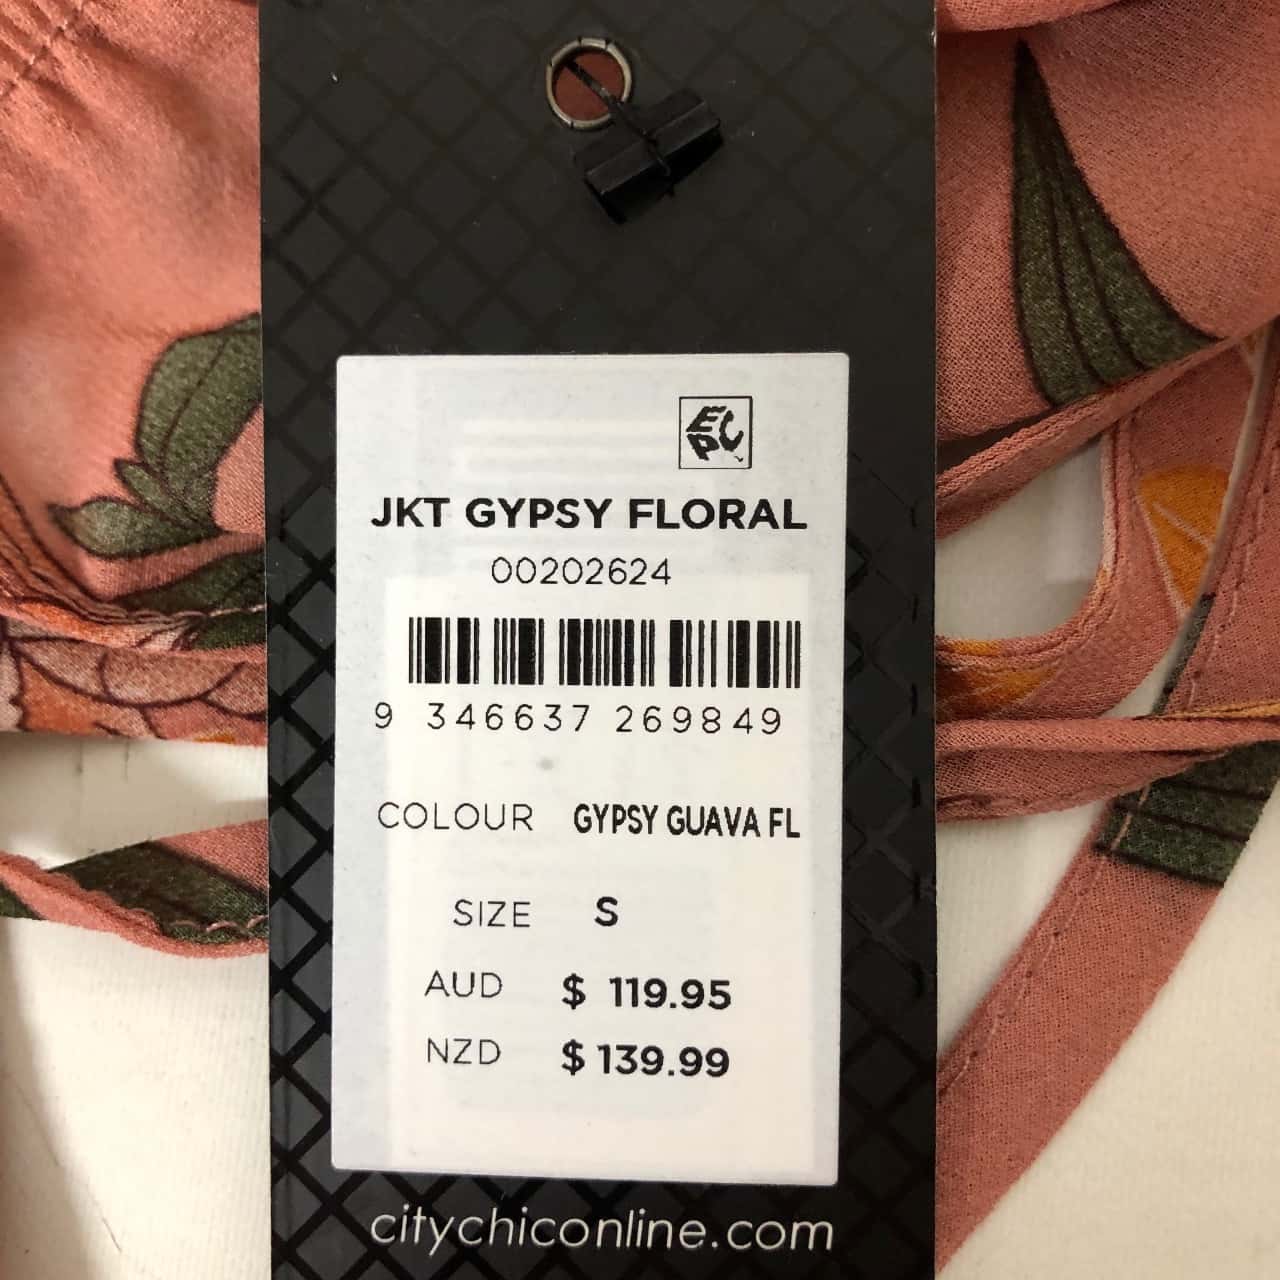 EPC
JKT GYPSY FLORAL
00202624
9 346637 269849
COLOUR GYPSY GUAVA FL
SIZE S
AUD $ 119.95
NZD $ 139.99
citychiconline.com